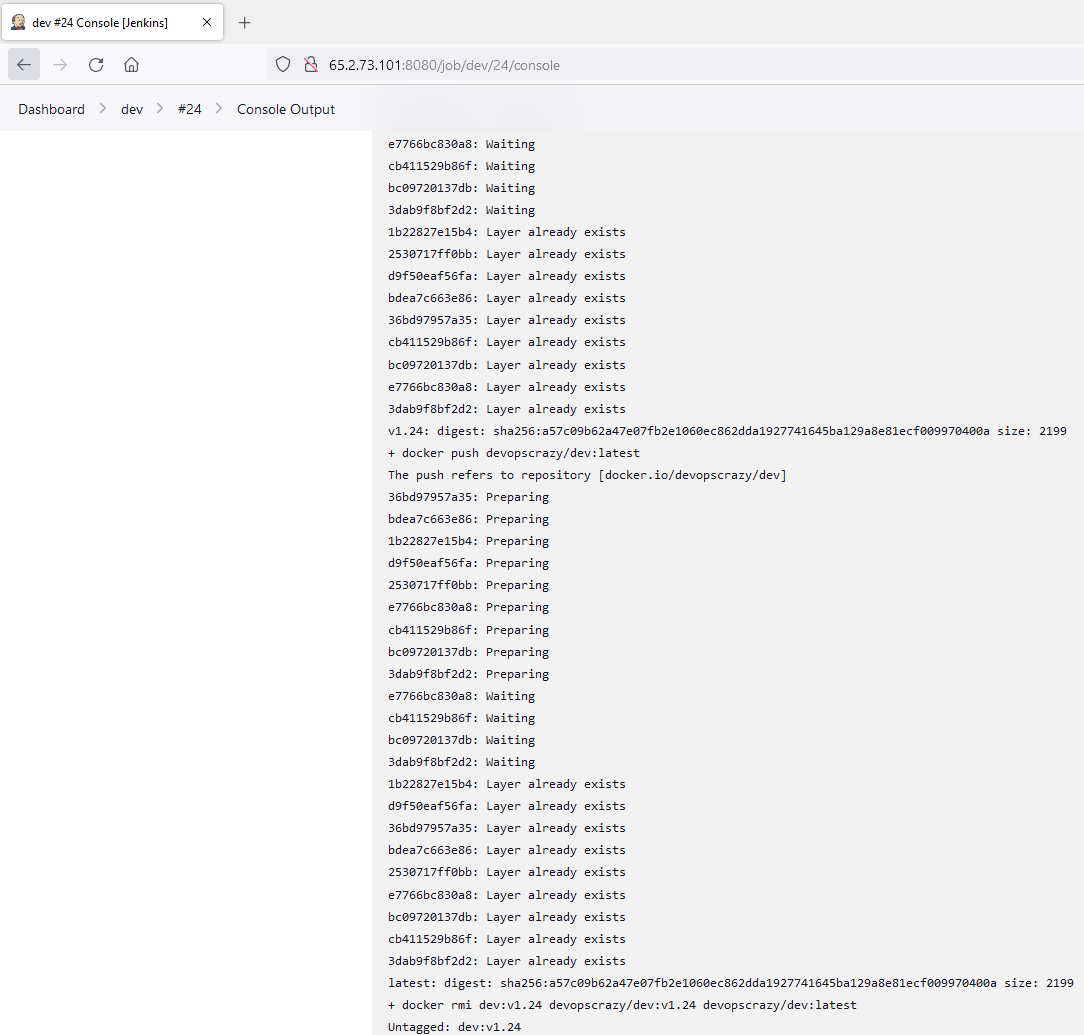 dev #24 Console [Jenkins]
65.2.73.101:8080/job/dev/24/console
Dashboard > dev > #24 > Console Output
e7766bc830a8: Waiting
cb411529b86f: Waiting
bc09720137db: Waiting
3dab9f8bf2d2: Waiting
1b22827e15b4: Layer already exists
2530717ff0bb: Layer already exists
d9f50eaf56fa: Layer already exists
bdea7c663e86: Layer already exists
36bd97957a35: Layer already exists
cb411529b86f: Layer already exists
bc09720137db: Layer already exists
e7766bc830a8: Layer already exists
3dab9f8bf2d2: Layer already exists
v1.24: digest: sha256:a57c09b62a47e07fb2e1060ec862dda1927741645ba129a8e81ecf009970400a size: 2199
+ docker push devopscrazy/dev:latest
The push refers to repository [docker.io/devopscrazy/dev]
36bd97957a35: Preparing
bdea7c663e86: Preparing
1b22827e15b4: Preparing
d9f50eaf56fa: Preparing
2530717ff0bb: Preparing
e7766bc830a8: Preparing
cb411529b86f: Preparing
bc09720137db: Preparing
3dab9f8bf2d2: Preparing
e7766bc830a8: Waiting
cb411529b86f: Waiting
bc09720137db: Waiting
3dab9f8bf2d2: Waiting
1b22827e15b4: Layer already exists
d9f50eaf56fa: Layer already exists
36bd97957a35: Layer already exists
bdea7c663e86: Layer already exists
2530717ff0bb: Layer already exists
e7766bc830a8: Layer already exists
bc09720137db: Layer already exists
cb411529b86f: Layer already exists
3dab9f8bf2d2: Layer already exists
latest: digest: sha256:a57c09b62a47e07fb2e1060ec862dda1927741645ba129a8e81ecf009970400a size: 2199
+ docker rmi dev:v1.24 devopscrazy/dev:v1.24 devopscrazy/dev:latest
Untagged: dev:v1.24